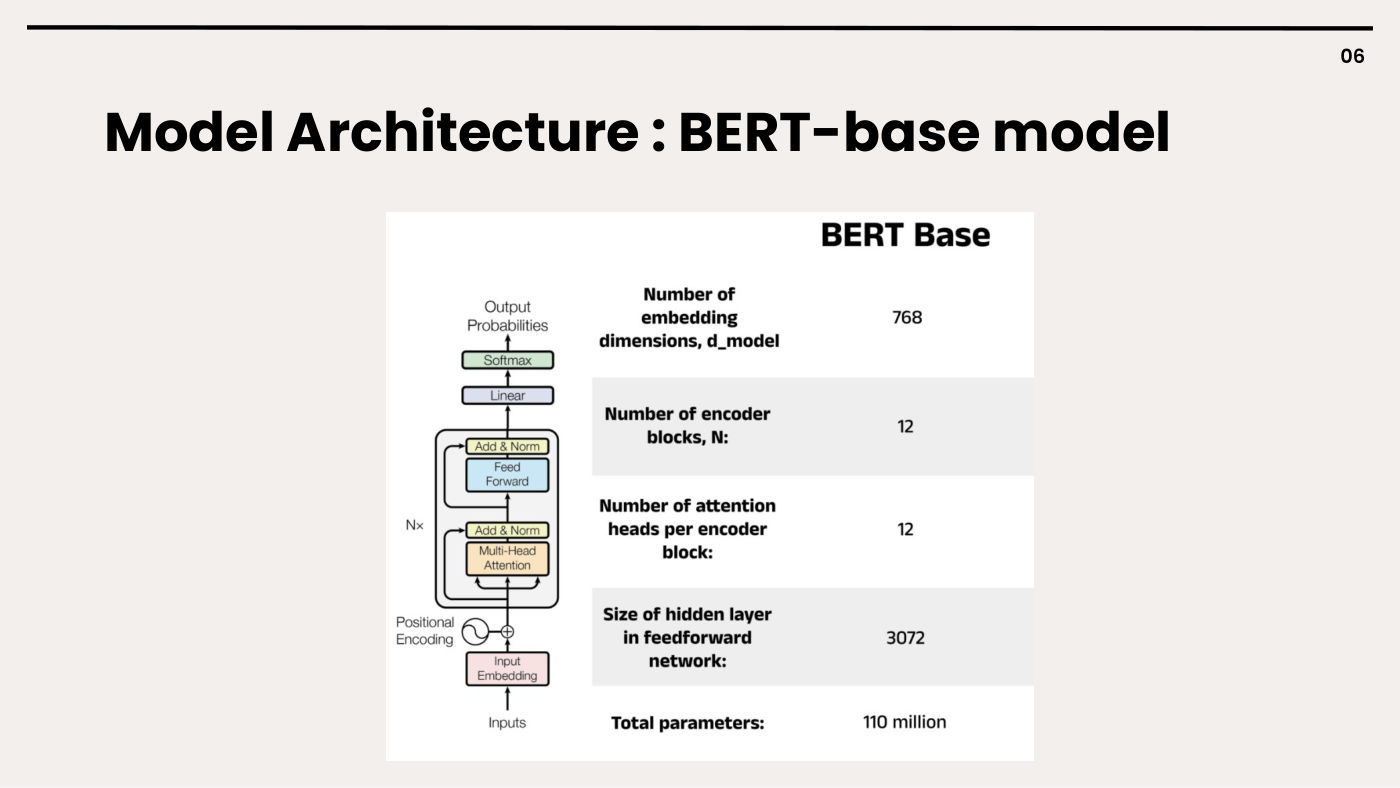 06
Model Architecture : BERT-base model
BERT Base
Output
Probabilities
Softmax
Linear
Add & Norm
Feed
Forward
Nx
Add & Norm
Multi-Head
Attention
Positional
Encoding
Input
Embedding
Inputs
Number of
embedding
dimensions, d_model
768
Number of encoder
blocks, N:
12
Number of attention
heads per encoder
block:
12
Size of hidden layer
in feedforward
network:
3072
Total parameters:
110 million